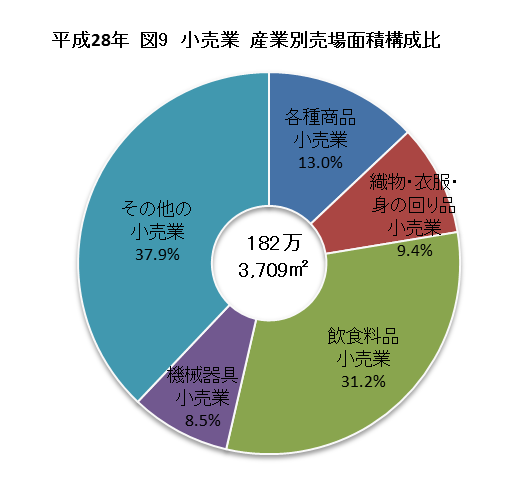 平成28年 図9 小売業 産業別売場面積構成比
各種商品
小売業
13.0%
織物・衣服・
身の回り品
小売業
9.4%
飲食料品
小売業
31.2%
機械器具
小売業
8.5%
その他の
小売業
37.9%
182万
3,709㎡